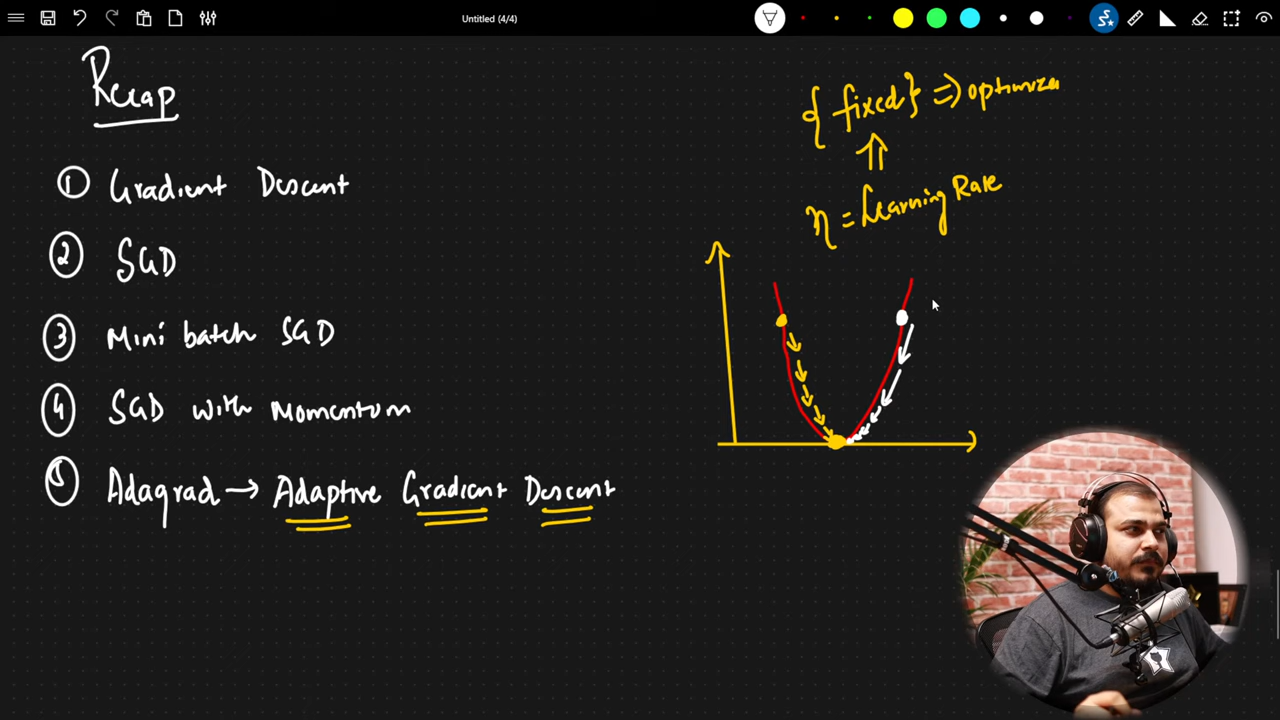 Untitled (4/4)
Recap
① Gradient Descent
② SGD
③ Mini batch SGD
④ SGD with Momentum
⑤ Adagrad → Adaptive Gradient Descent
{ fixed } => optimizer
η = Learning Rate